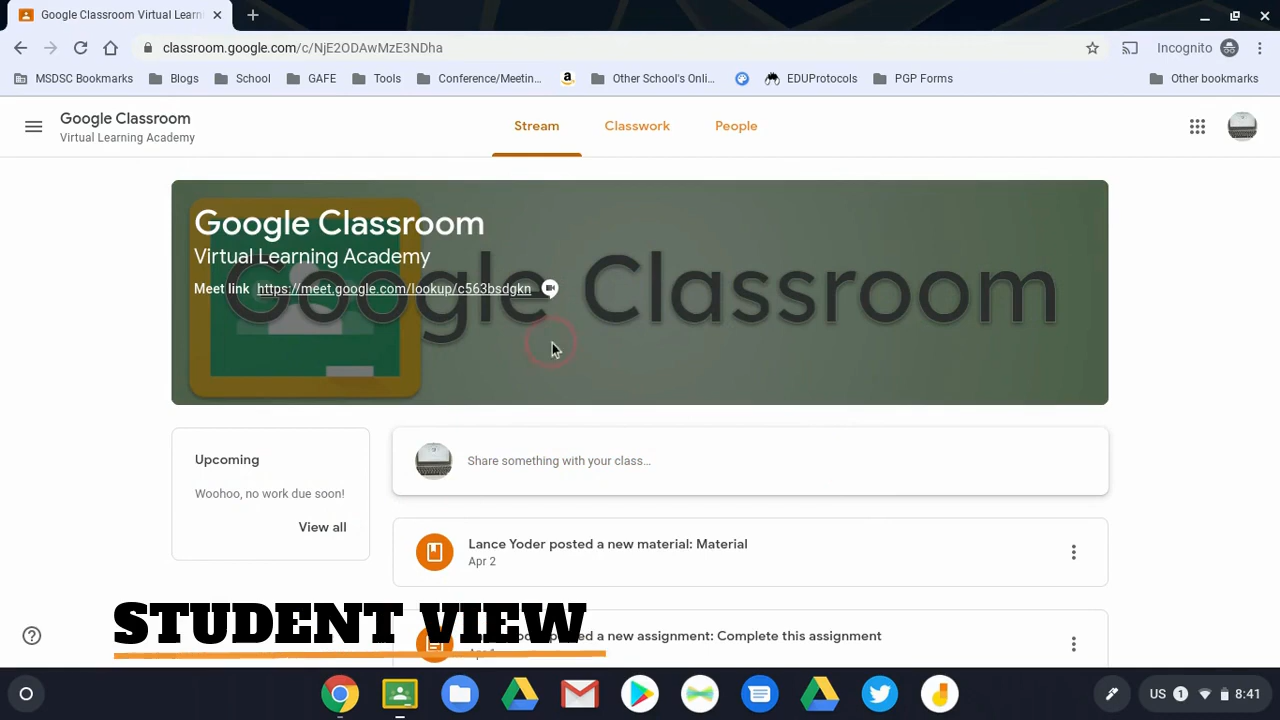 Google Classroom Virtual Learni
classroom.google.com/c/NjE2ODAwMzE3NDha
Incognito
MSDSC Bookmarks
Blogs
School
GAFE
Tools
Conference/Meetin...
Other School's Onli...
EDUProtocols
PGP Forms
Other bookmarks
Google Classroom
Virtual Learning Academy
Stream
Classwork
People
Google Classroom
Google Classroom
Virtual Learning Academy
Meet link https://meet.google.com/lookup/c563bsdgkn
Upcoming
Woohoo, no work due soon!
View all
Share something with your class...
Lance Yoder posted a new material: Material
Apr 2
a new assignment: Complete this assignment
STUDENT VIEW
US 1 8:41